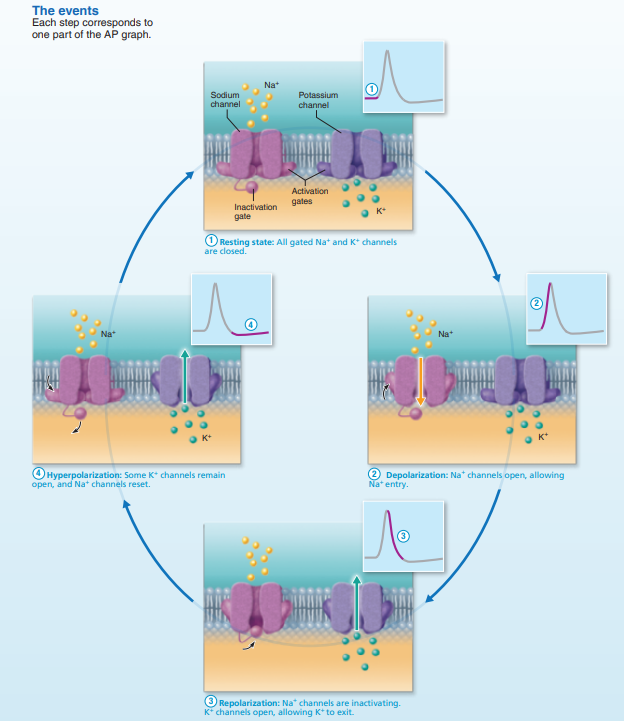 The events
Each step corresponds to
one part of the AP graph.
Na⁺
Sodium
channel
Potassium
channel
1
Activation
gates
Inactivation
gate
K⁺
1 Resting state: All gated Na⁺ and K⁺ channels
are closed.
4
Na⁺
K⁺
4 Hyperpolarization: Some K⁺ channels remain
open, and Na⁺ channels reset.
2
Na⁺
K⁺
2 Depolarization: Na⁺ channels open, allowing
Na⁺ entry.
3
3 Repolarization: Na⁺ channels are inactivating.
K⁺ channels open, allowing K⁺ to exit.